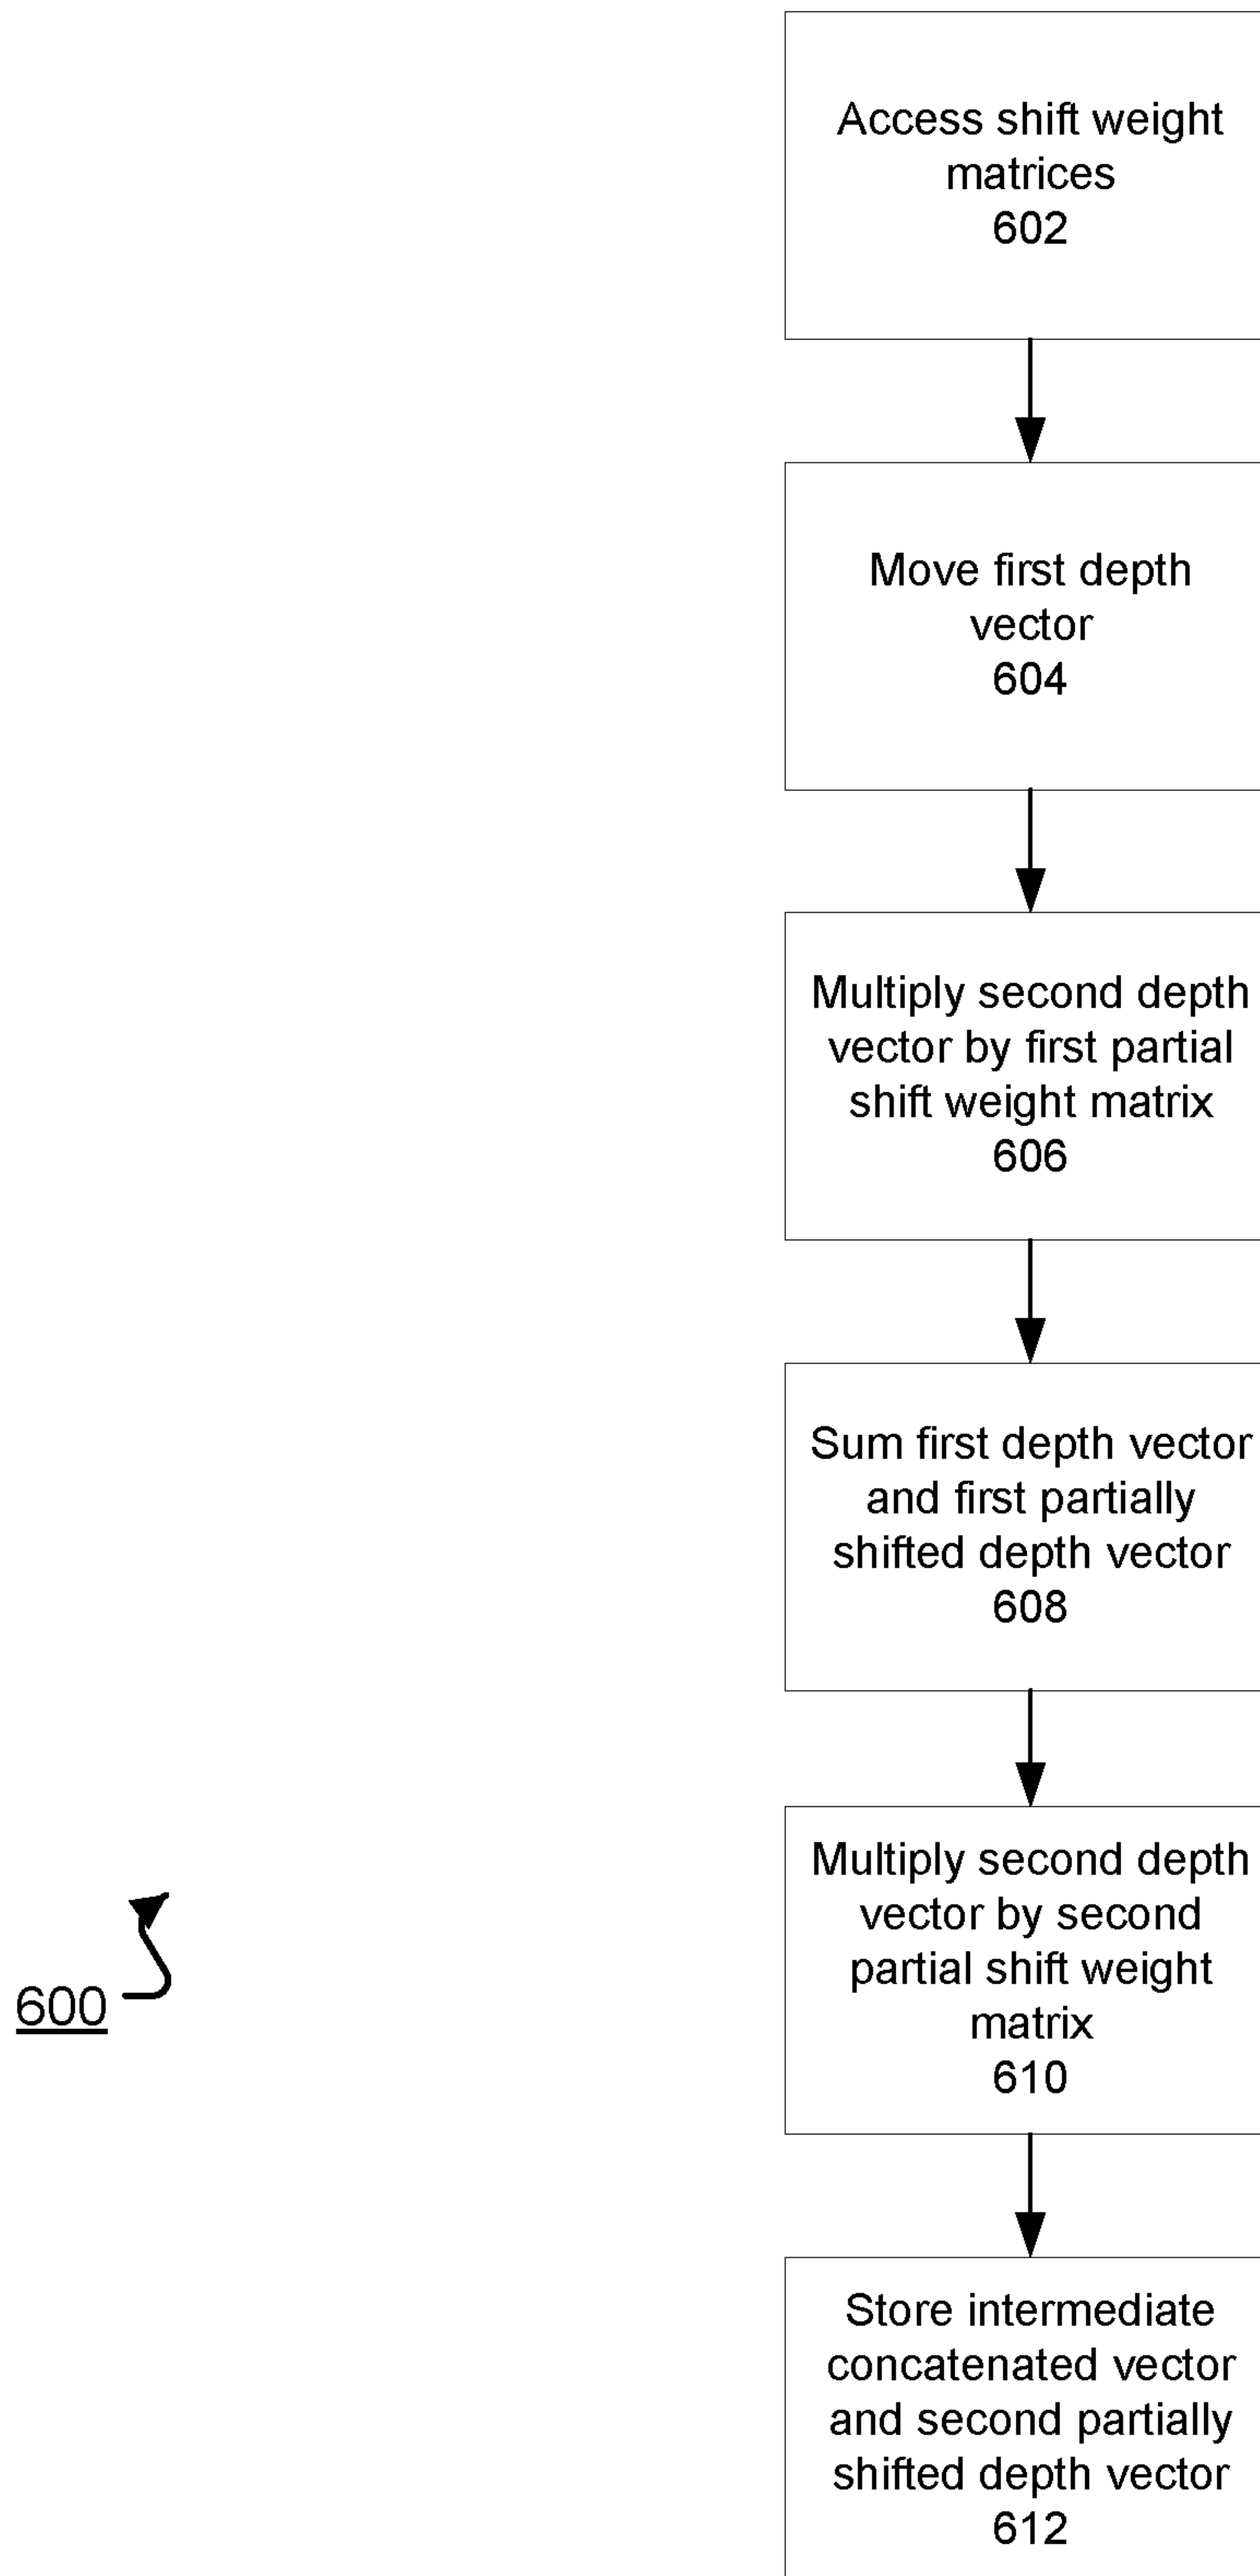 Access shift weight
matrices
602
Move first depth
vector
604
Multiply second depth
vector by first partial
shift weight matrix
606
Sum first depth vector
and first partially
shifted depth vector
608
Multiply second depth
vector by second
partial shift weight
matrix
610
600
Store intermediate
concatenated vector
and second partially
shifted depth vector
612